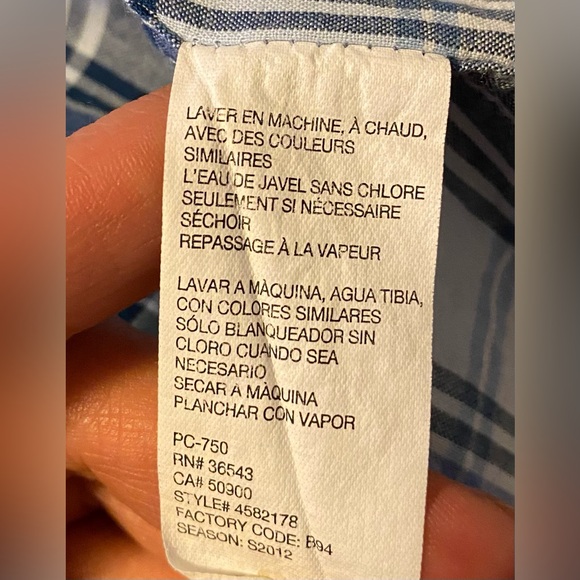 LAVER EN MACHINE, À CHAUD,
AVEC DES COULEURS
SIMILAIRES
L'EAU DE JAVEL SANS CHLORE
SEULEMENT SI NÉCESSAIRE
SÉCHOIR
REPASSAGE À LA VAPEUR
LAVAR A MÀQUINA, AGUA TIBIA,
CON COLORES SIMILARES
SÓLO BLANQUEADOR SIN
CLORO CUANDO SEA
NECESARIO
SECAR A MÀQUINA
PLANCHAR CON VAPOR
PC-750
RN# 36543
CA# 50900
STYLE# 4582178
FACTORY CODE: B94
SEASON: S2012